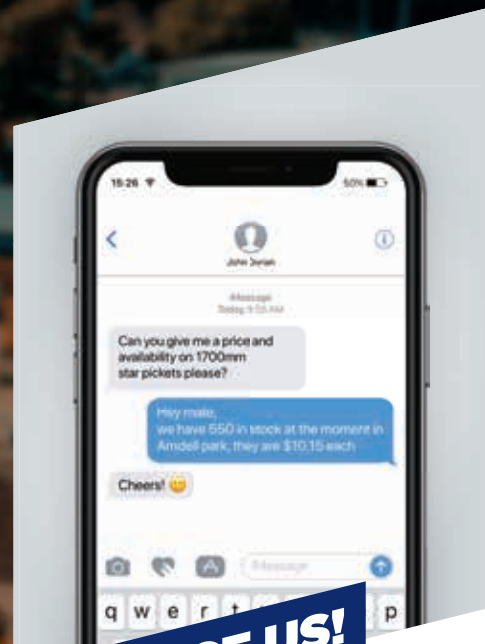 15:26
50%
iMessage
Today 9:55 AM
Can you give me a price and
availability on 1700mm
star pickets please?
Hey mate,
we have 550 in stock at the moment in
Arndell park, they are $10.15 each
Cheers! 🙂
iMessage
q w e r t p
US!